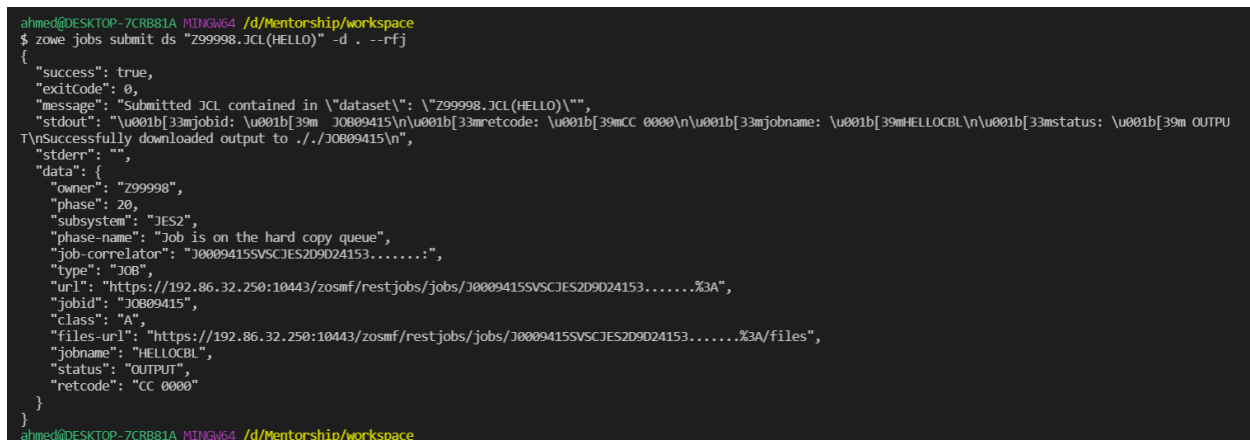 ahmed@DESKTOP-7CRB81A MINGW64 /d/Mentorship/workspace
$ zowe jobs submit ds "Z99998.JCL(HELLO)" -d . --rfj
{
  "success": true,
  "exitCode": 0,
  "message": "Submitted JCL contained in \"dataset\": \"Z99998.JCL(HELLO)\"",
  "stdout": "\u001b[33mjobid: \u001b[39m  JOB09415\n\u001b[33mretcode: \u001b[39mCC 0000\n\u001b[33mjobname: \u001b[39mHELLOCBL\n\u001b[33mstatus: \u001b[39m OUTPU
T\nSuccessfully downloaded output to ././JOB09415\n",
  "stderr": "",
  "data": {
    "owner": "Z99998",
    "phase": 20,
    "subsystem": "JES2",
    "phase-name": "Job is on the hard copy queue",
    "job-correlator": "J0009415SVSCJES2D9D24153.......:",
    "type": "JOB",
    "url": "https://192.86.32.250:10443/zosmf/restjobs/jobs/J0009415SVSCJES2D9D24153.......%3A",
    "jobid": "JOB09415",
    "class": "A",
    "files-url": "https://192.86.32.250:10443/zosmf/restjobs/jobs/J0009415SVSCJES2D9D24153.......%3A/files",
    "jobname": "HELLOCBL",
    "status": "OUTPUT",
    "retcode": "CC 0000"
  }
}
ahmed@DESKTOP-7CRB81A MINGW64 /d/Mentorship/workspace